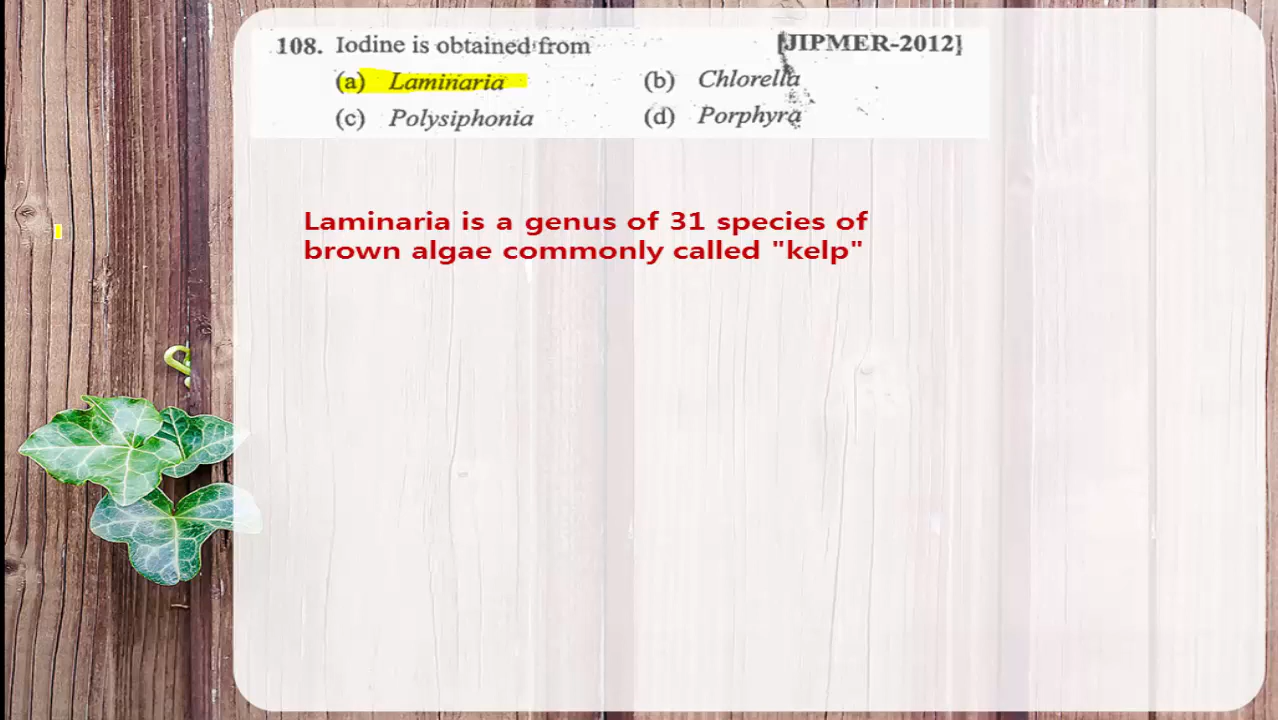 108. Iodine is obtained from [JIPMER-2012]
(a) Laminaria (b) Chlorella
(c) Polysiphonia (d) Porphyra
Laminaria is a genus of 31 species of
brown algae commonly called "kelp"